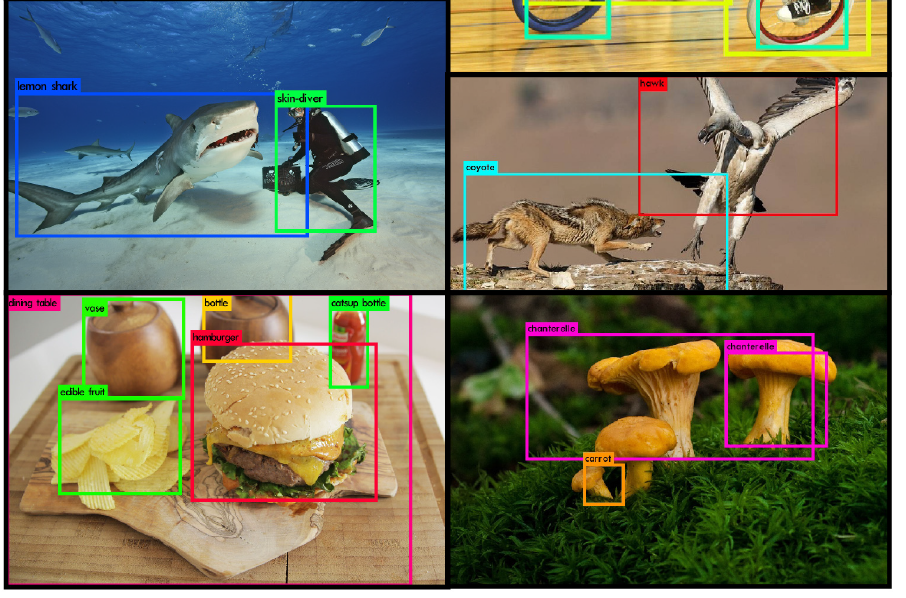 lemon shark
skin-diver
hawk
coyote
dining table
vase
bottle
catsup bottle
hamburger
edible fruit
chanterelle
chanterelle
carrot